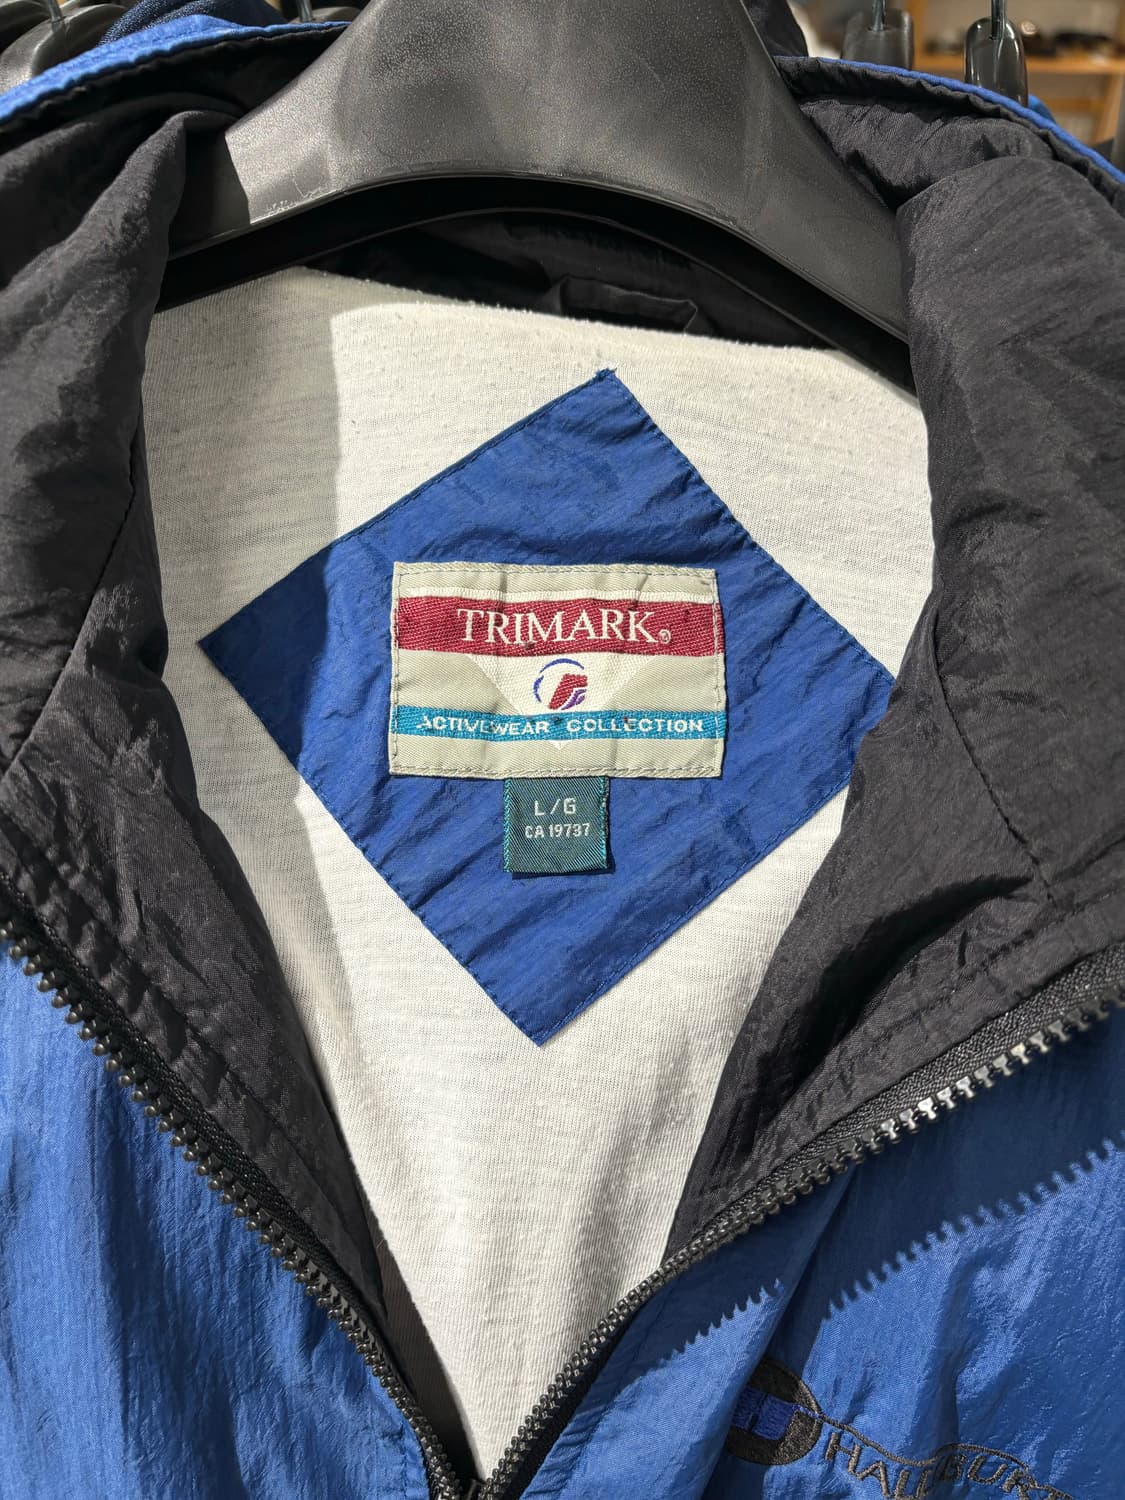 TRIMARK®
ACTIVEWEAR COLLECTION
L/G
CA 19737